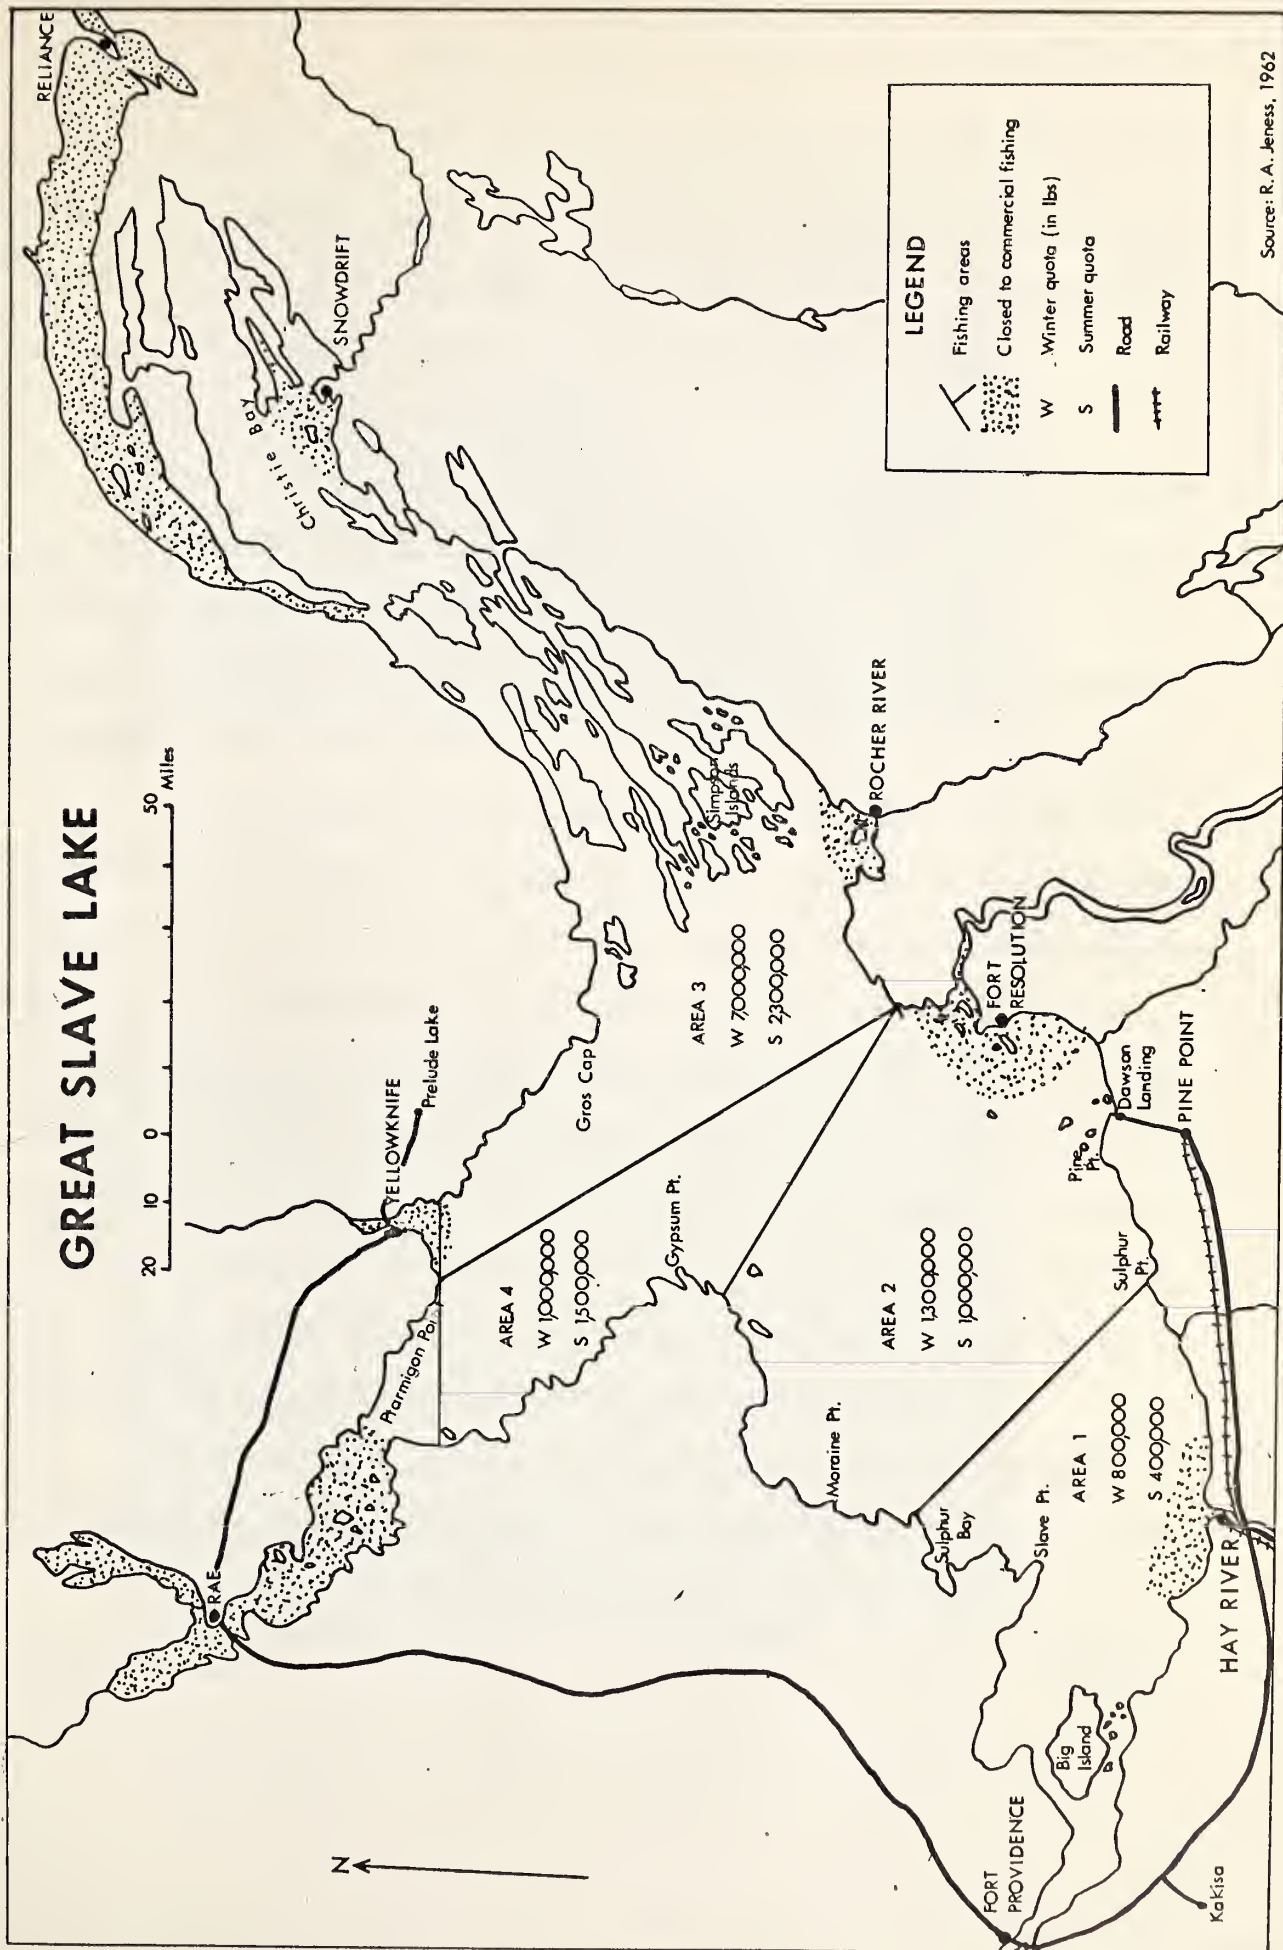 GREAT SLAVE LAKE
20 10 0 50
Miles
RELIANCE
RAE
YELLOWKNIFE
Prelude Lake
Christie Bay
SNOWDRIFT
N
Ptarmigan Poi
AREA 4
W 1,000,000
S 1,500,000
Gros Cap
Gypsum Pt.
AREA 3
W 7,000,000
S 2,300,000
Simpson
Islands
ROCHER RIVER
Moraine Pt.
AREA 2
W 1,300,000
S 1,000,000
Sulphur
Bay
Slave Pt.
FORT
RESOLUTION
FORT
PROVIDENCE
Big
Island
AREA 1
W 800,000
S 400,000
Sulphur
Pt.
Pine
Pt.
Dawson
Landing
PINE POINT
HAY RIVER
Kakisa
LEGEND
Fishing areas
Closed to commercial fishing
W Winter quota (in lbs)
S Summer quota
Road
Railway
Source: R. A. Jeness, 1962